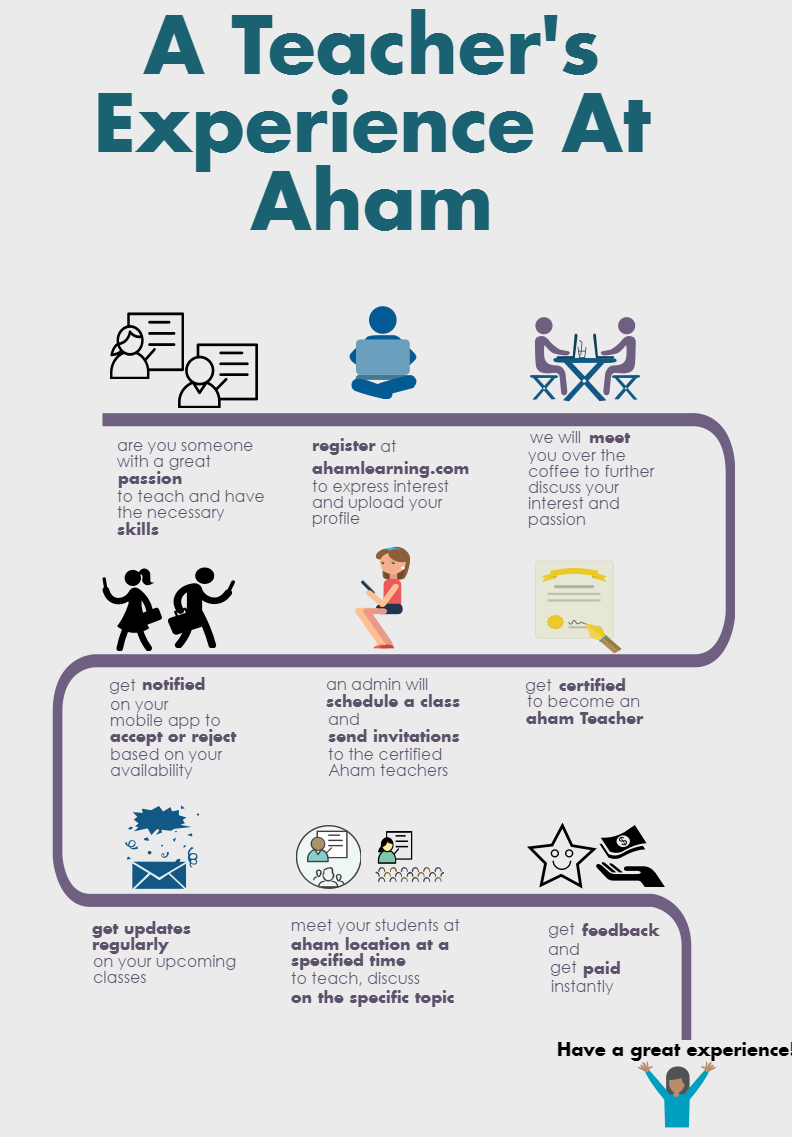 A Teacher's
Experience At
Aham
are you someone
with a great
passion
to teach and have
the necessary
skills
register at
ahamlearning.com
to express interest
and upload your
profile
we will meet
you over the
coffee to further
discuss your
interest and
passion
get notified
on your
mobile app to
accept or reject
based on your
availability
an admin will
schedule a class
and
send invitations
to the certified
Aham teachers
get certified
to become an
aham Teacher
get updates
regularly
on your upcoming
classes
meet your students at
aham location at a
specified time
to teach, discuss
on the specific topic
get feedback
and
get paid
instantly
Have a great experience!